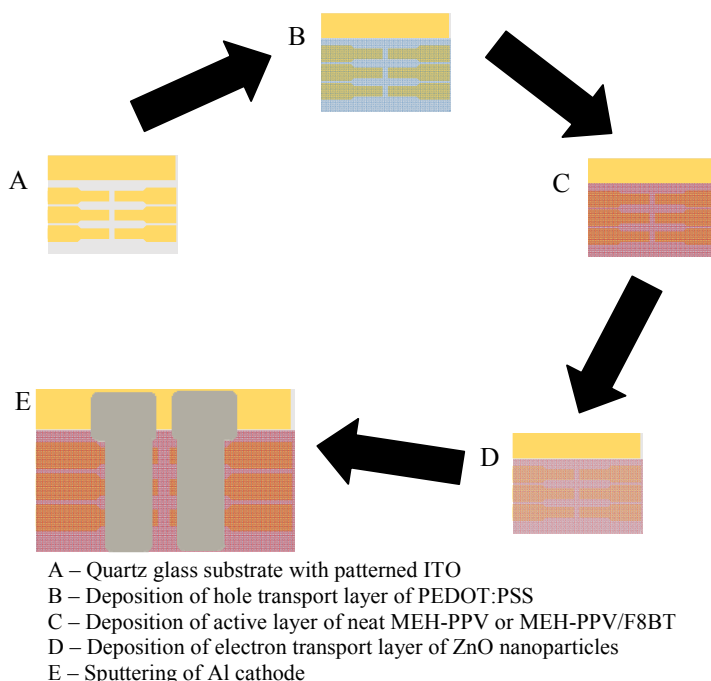 B
A
C
E
D
A – Quartz glass substrate with patterned ITO
B – Deposition of hole transport layer of PEDOT:PSS
C – Deposition of active layer of neat MEH-PPV or MEH-PPV/F8BT
D – Deposition of electron transport layer of ZnO nanoparticles
E – Sputtering of Al cathode